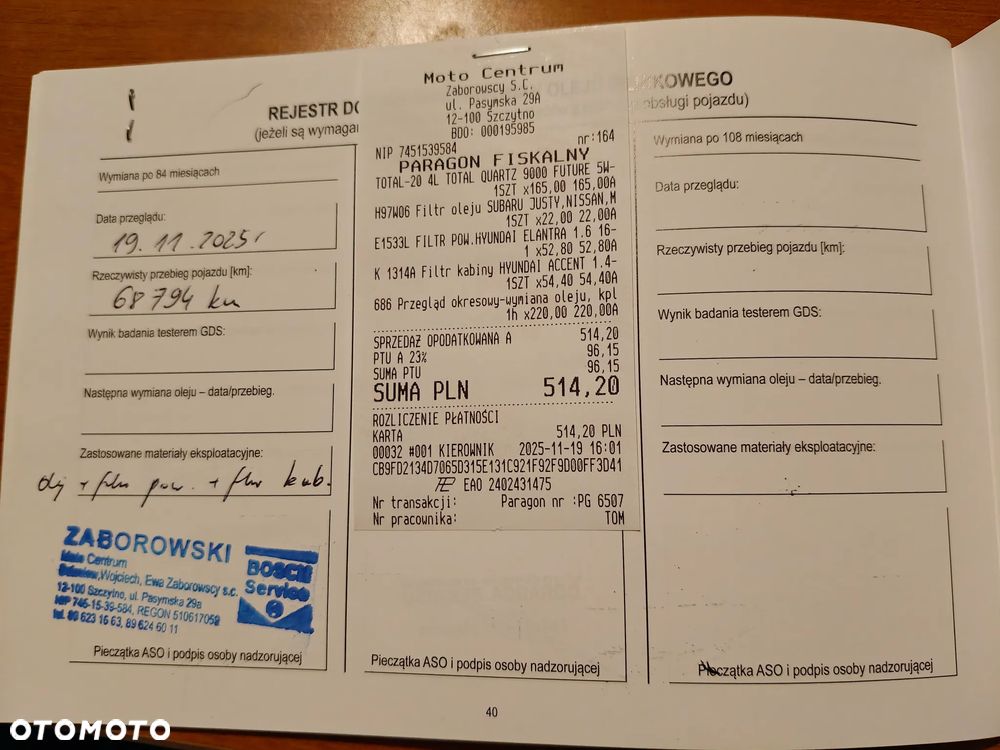 REJESTR DO
(jeżeli są wymagan
Wymiana po 84 miesiącach
Data przeglądu:
19.11.2025 r
Rzeczywisty przebieg pojazdu [km]:
68 794 km
Wynik badania testerem GDS:
Następna wymiana oleju – data/przebieg.
Zastosowane materiały eksploatacyjne:
olej + filtr pow. + filtr kab.
ZABOROWSKI
Moto Centrum
Wojciech, Ewa Zaborowscy s.c.
12-100 Szczytno, ul. Pasymska 29a
NIP 745-15-39-584, REGON 510617059
tel. 89 623 16 63, 89 624 60 11
BOSCH
Service
Pieczątka ASO i podpis osoby nadzorującej
Moto Centrum
Zaborowscy S.C.
ul. Pasymska 29A
12-100 Szczytno
BDO: 000195985
NIP 7451539584 nr:164
PARAGON FISKALNY
TOTAL-20 4L TOTAL QUARTZ 9000 FUTURE 5W-
1SZT x165,00 165,00A
H97W06 Filtr oleju SUBARU JUSTY,NISSAN,M
1SZT x22,00 22,00A
E1533L FILTR POW.HYUNDAI ELANTRA 1.6 16-
1 x52,80 52,80A
K 1314A Filtr kabiny HYUNDAI ACCENT 1.4-
1SZT x54,40 54,40A
686 Przegląd okresowy-wymiana oleju, kpl
1h x220,00 220,00A
SPRZEDAŻ OPODATKOWANA A 514,20
PTU A 23% 96,15
SUMA PTU 96,15
SUMA PLN 514,20
ROZLICZENIE PŁATNOŚCI
KARTA 514,20 PLN
00032 #001 KIEROWNIK 2025-11-19 16:01
CB9FD2134D7065D315E131C921F92F9D00FF3D41
EAO 2402431475
Nr transakcji: Paragon nr :PG 6507
Nr pracownika: TOM
Pieczątka ASO i podpis osoby nadzorującej
KOWEGO
obsługi pojazdu)
Wymiana po 108 miesiącach
Data przeglądu:
Rzeczywisty przebieg pojazdu [km]:
Wynik badania testerem GDS:
Następna wymiana oleju – data/przebieg.
Zastosowane materiały eksploatacyjne:
Pieczątka ASO i podpis osoby nadzorującej
40
OTOMOTO